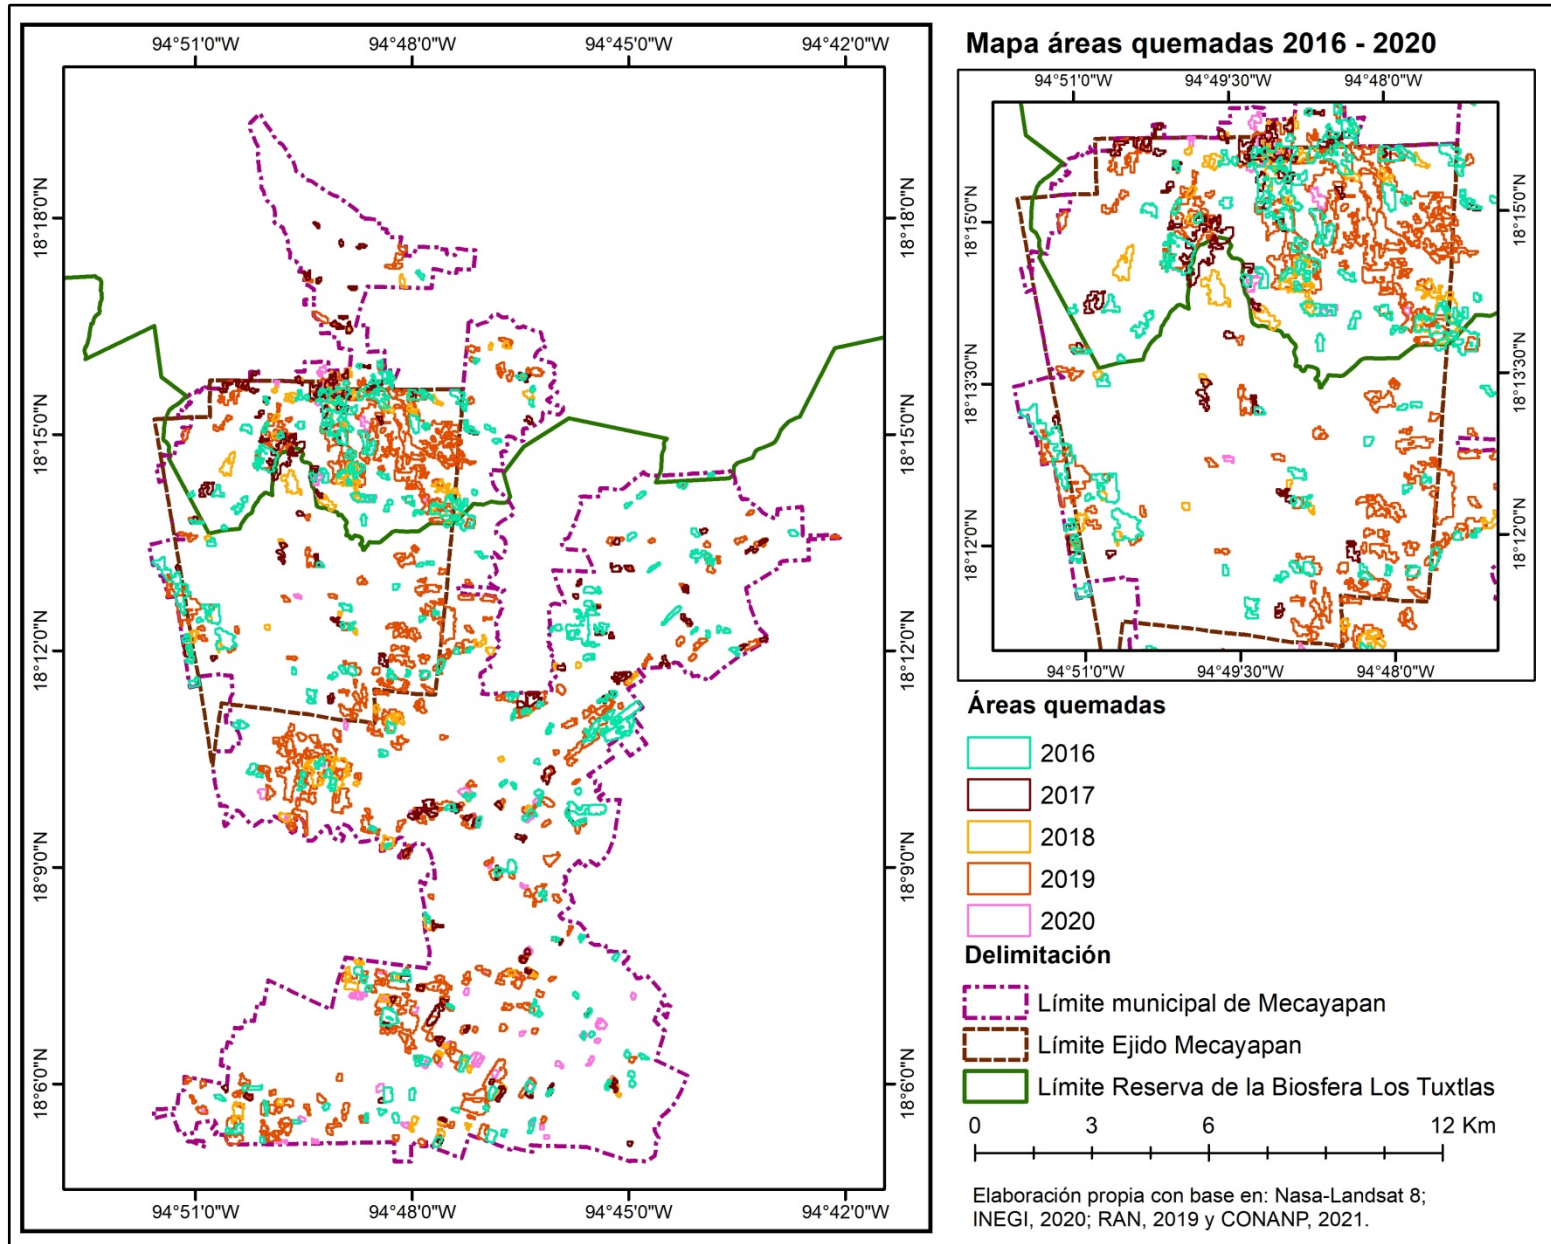 94°51'0"W 94°48'0"W 94°45'0"W 94°42'0"W
18°18'0"N 18°18'0"N
18°15'0"N 18°15'0"N
18°12'0"N 18°12'0"N
18°9'0"N 18°9'0"N
18°6'0"N 18°6'0"N
94°51'0"W 94°48'0"W 94°45'0"W 94°42'0"W
Mapa áreas quemadas 2016 - 2020
94°51'0"W 94°49'30"W 94°48'0"W
18°15'0"N 18°15'0"N
18°13'30"N 18°13'30"N
18°12'0"N 18°12'0"N
94°51'0"W 94°49'30"W 94°48'0"W
Áreas quemadas
2016
2017
2018
2019
2020
Delimitación
Límite municipal de Mecayapan
Límite Ejido Mecayapan
Límite Reserva de la Biosfera Los Tuxtlas
0 3 6 12 Km
Elaboración propia con base en: Nasa-Landsat 8;
INEGI, 2020; RAN, 2019 y CONANP, 2021.